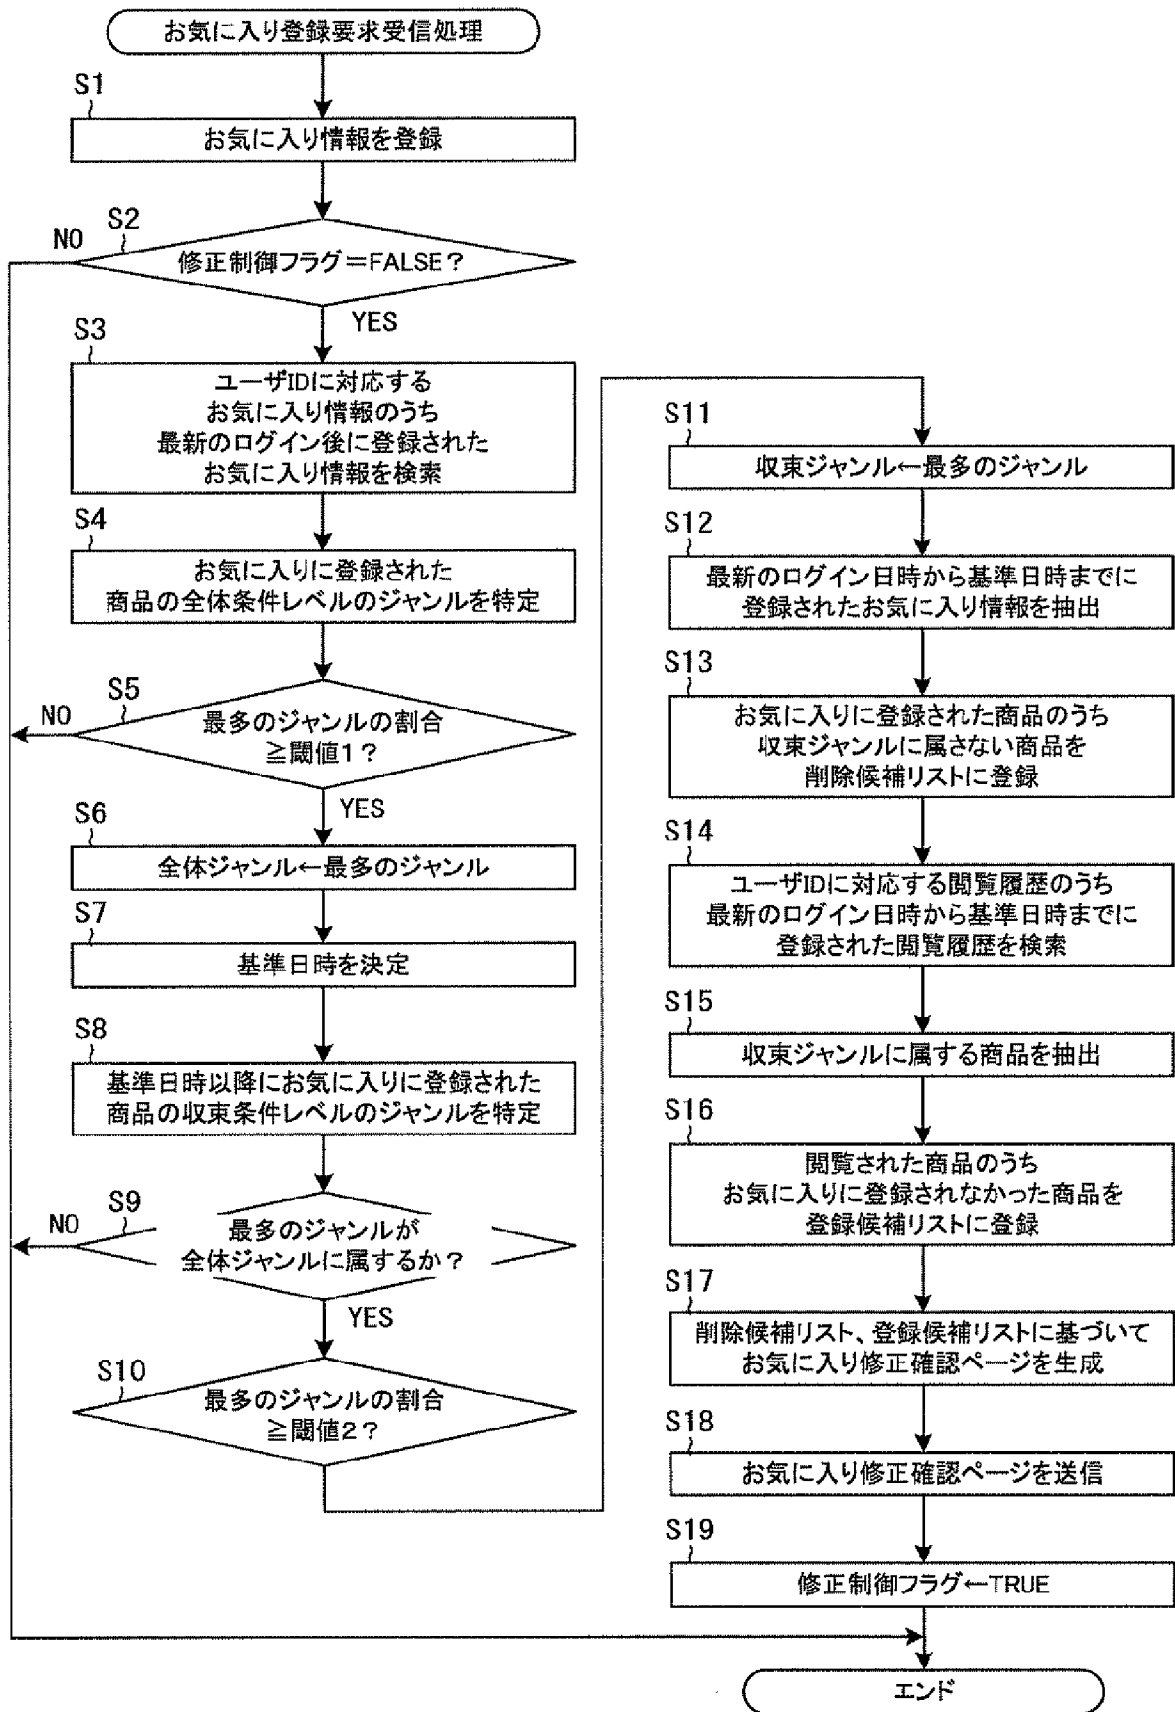 お気に入り登録要求受信処理
S1
お気に入り情報を登録
S2
NO
修正制御フラグ＝FALSE？
YES
S3
ユーザIDに対応する
お気に入り情報のうち
最新のログイン後に登録された
お気に入り情報を検索
S4
お気に入りに登録された
商品の全体条件レベルのジャンルを特定
S5
NO
最多のジャンルの割合
≧閾値1？
YES
S6
全体ジャンル←最多のジャンル
S7
基準日時を決定
S8
基準日時以降にお気に入りに登録された
商品の収束条件レベルのジャンルを特定
S9
NO
最多のジャンルが
全体ジャンルに属するか？
YES
S10
最多のジャンルの割合
≧閾値2？
S11
収束ジャンル←最多のジャンル
S12
最新のログイン日時から基準日時までに
登録されたお気に入り情報を抽出
S13
お気に入りに登録された商品のうち
収束ジャンルに属さない商品を
削除候補リストに登録
S14
ユーザIDに対応する閲覧履歴のうち
最新のログイン日時から基準日時までに
登録された閲覧履歴を検索
S15
収束ジャンルに属する商品を抽出
S16
閲覧された商品のうち
お気に入りに登録されなかった商品を
登録候補リストに登録
S17
削除候補リスト、登録候補リストに基づいて
お気に入り修正確認ページを生成
S18
お気に入り修正確認ページを送信
S19
修正制御フラグ←TRUE
エンド